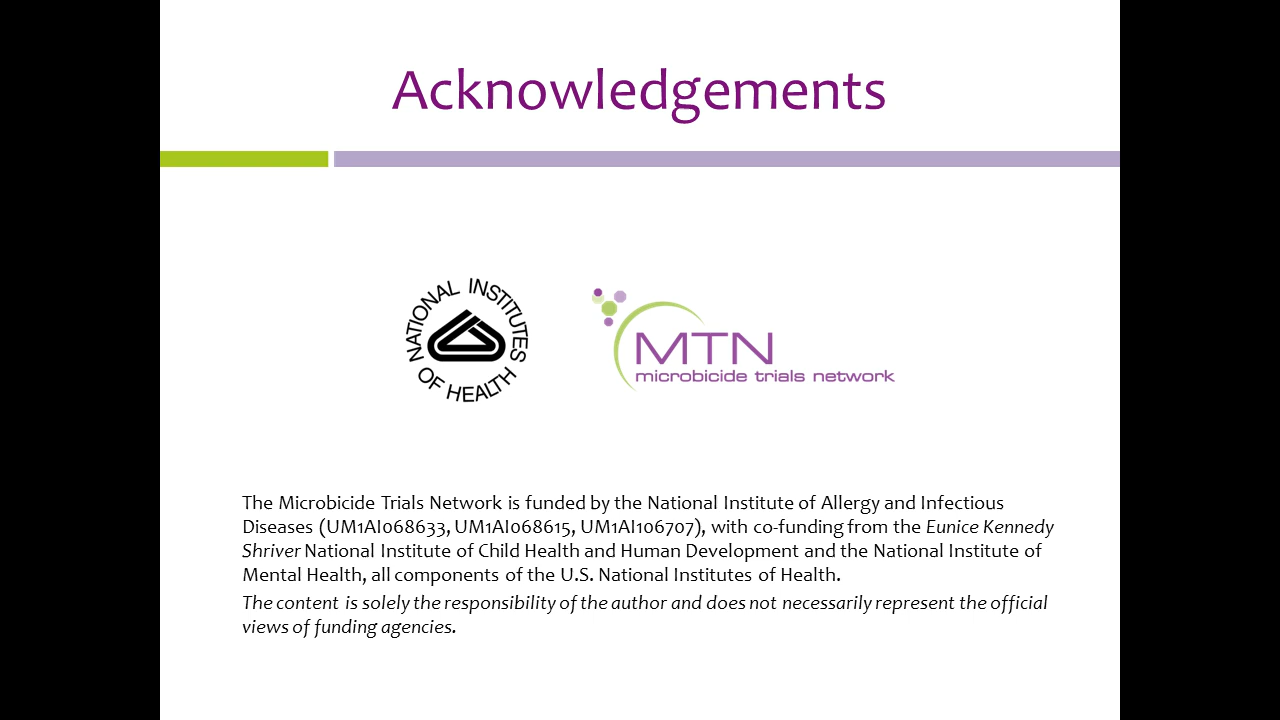 Acknowledgements
NATIONAL INSTITUTES
OF HEALTH
MTN
microbicide trials network
The Microbicide Trials Network is funded by the National Institute of Allergy and Infectious
Diseases (UM1AI068633, UM1AI068615, UM1AI106707), with co-funding from the Eunice Kennedy
Shriver National Institute of Child Health and Human Development and the National Institute of
Mental Health, all components of the U.S. National Institutes of Health.
The content is solely the responsibility of the author and does not necessarily represent the official
views of funding agencies.